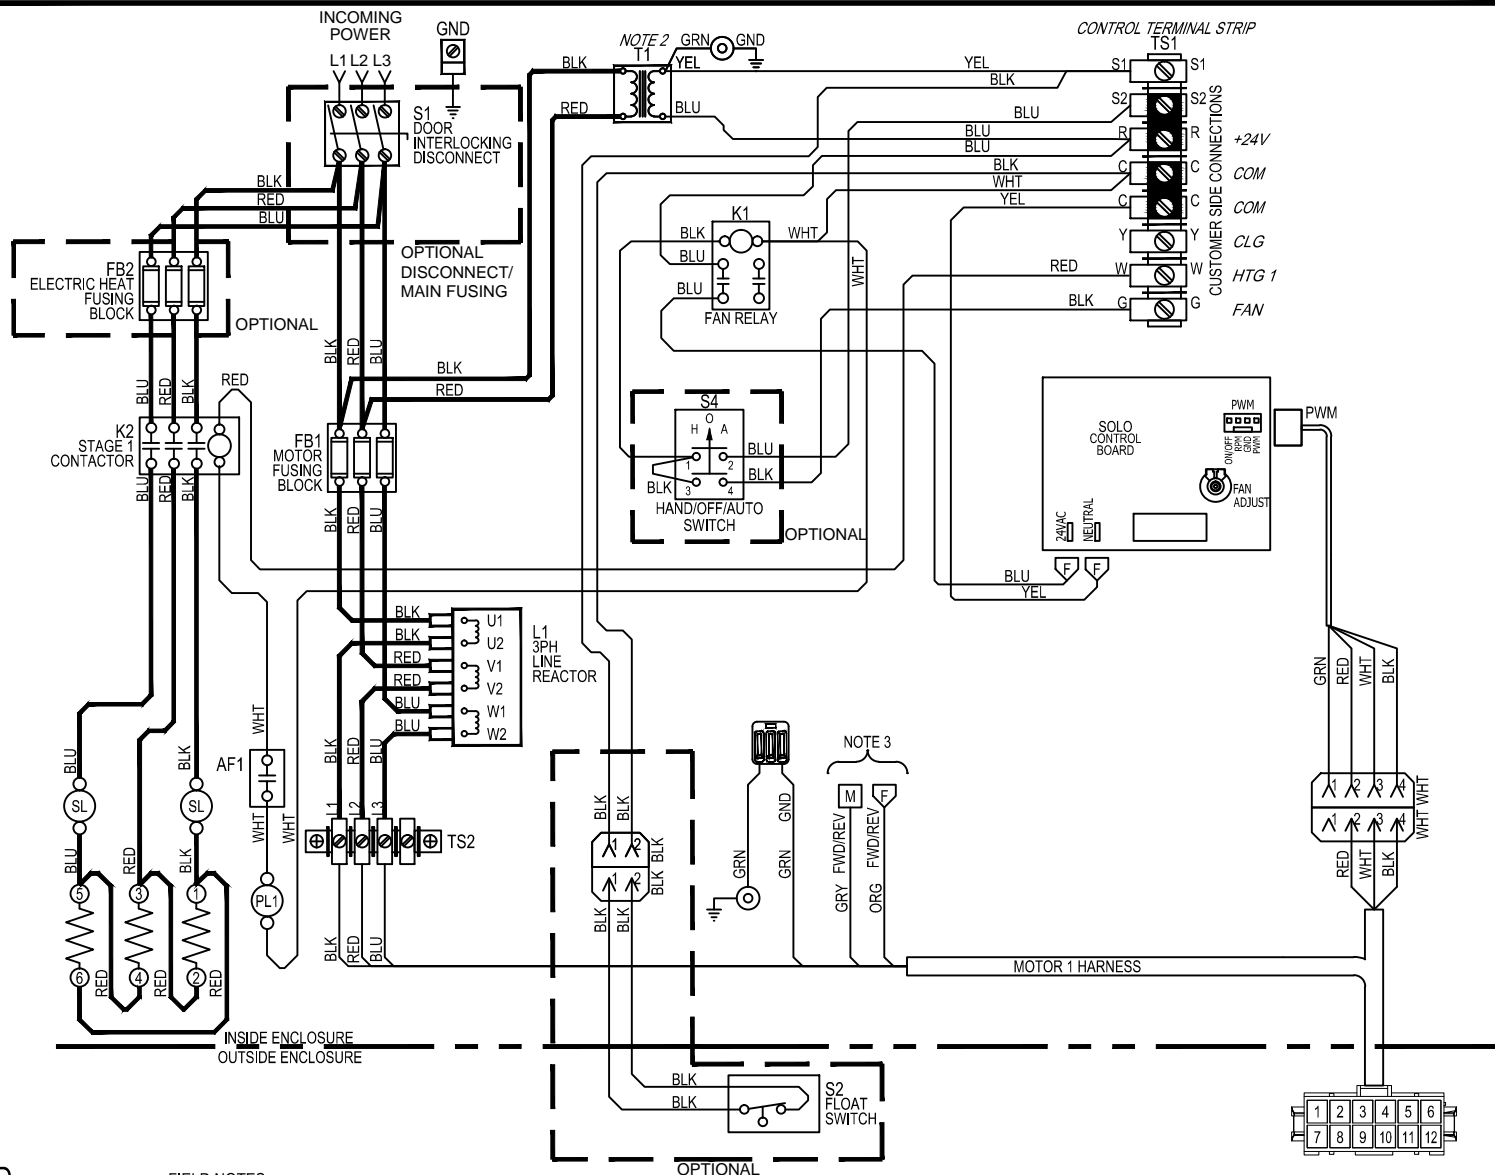 INCOMING
POWER
GND
L1 L2 L3
S1
DOOR
INTERLOCKING
DISCONNECT
BLK
RED
BLU
OPTIONAL
DISCONNECT/
MAIN FUSING
FB2
ELECTRIC HEAT
FUSING
BLOCK
OPTIONAL
BLU
RED
BLK
RED
K2
STAGE 1
CONTACTOR
BLU
RED
BLK
BLK
RED
BLU
BLK
RED
FB1
MOTOR
FUSING
BLOCK
BLK
RED
BLU
NOTE 2
T1
GRN
GND
BLK
YEL
RED
BLU
CONTROL TERMINAL STRIP
TS1
YEL
BLK
S1
S1
BLU
S2
S2
BLU
BLU
R
R
+24V
BLK
C
C
COM
WHT
YEL
C
C
COM
Y
Y
CLG
RED
W
W
HTG 1
BLK
G
G
FAN
CUSTOMER SIDE CONNECTIONS
K1
BLK
WHT
BLU
BLU
WHT
FAN RELAY
S4
O
H
A
1
2
3
4
BLU
BLK
BLK
HAND/OFF/AUTO
SWITCH
OPTIONAL
SOLO
CONTROL
BOARD
PWM
ON/OFF
RPM
GND
PWM
FAN
ADJUST
24VAC
NEUTRAL
F
F
BLU
YEL
PWM
GRN
RED
WHT
BLK
1
2
3
4
WHT
WHT
1
2
3
4
RED
WHT
BLK
BLK
U1
BLK
U2
RED
V1
RED
V2
BLU
W1
BLU
W2
L1
3PH
LINE
REACTOR
BLK
RED
BLU
L1
L2
L3
TS2
BLK
RED
BLU
BLU
SL
BLU
RED
BLK
SL
BLK
5
3
1
6
4
2
RED
RED
RED
WHT
AF1
WHT
WHT
PL1
BLK
BLK
1
2
BLK
BLK
1
2
BLK
BLK
GRN
GND
GRN
NOTE 3
M
F
GRY
FWD/REV
ORG
FWD/REV
MOTOR 1 HARNESS
INSIDE ENCLOSURE
OUTSIDE ENCLOSURE
BLK
BLK
S2
FLOAT
SWITCH
OPTIONAL
1 2 3 4 5 6
7 8 9 10 11 12
FIELD NOTES